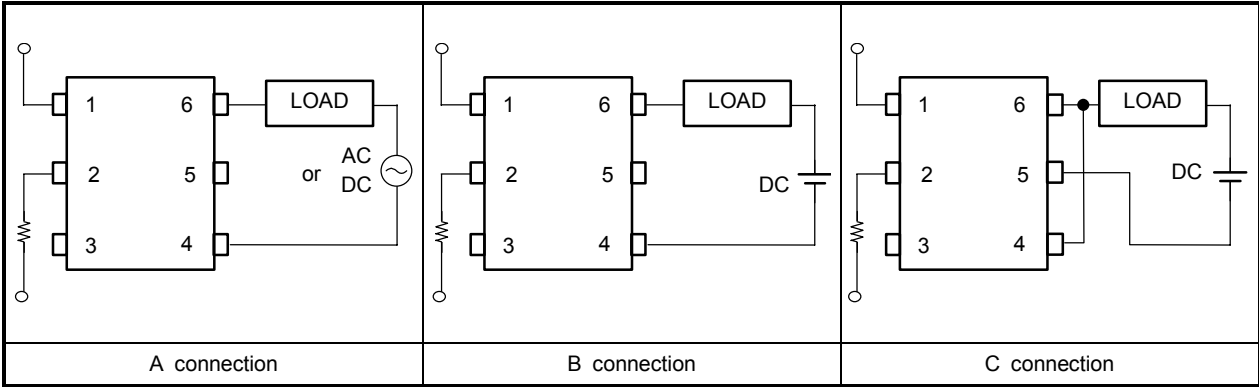 1 6 LOAD
AC
2 5 or DC
3 4
A connection
1 6 LOAD
2 5 DC
3 4
B connection
1 6 LOAD
2 5 DC
3 4
C connection